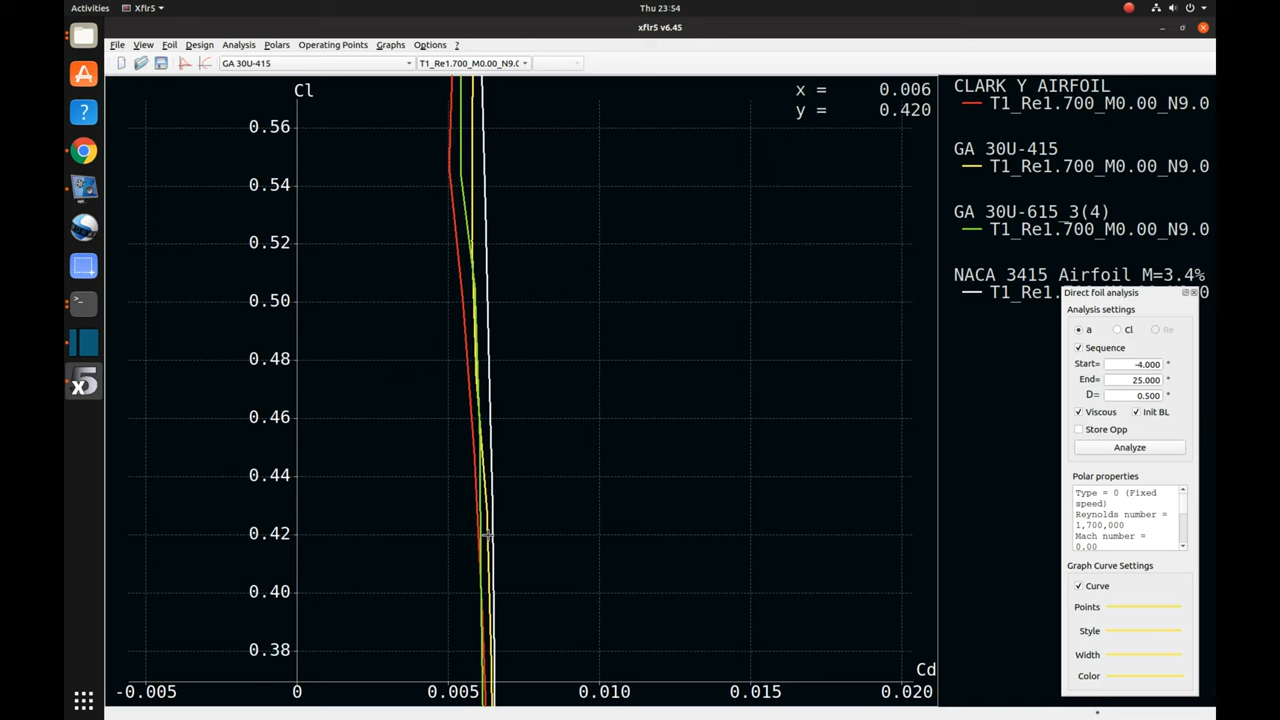 Activities
Xflr5
Thu 23:54
xflr5 v6.45
File View Foil Design Analysis Polars Operating Points Graphs Options ?
GA 30U-415
T1_Re1.700_M0.00_N9.0
Cl
x = 0.006
y = 0.420
0.56
0.54
0.52
0.50
0.48
0.46
0.44
0.42
0.40
0.38
Cd
-0.005 0 0.005 0.010 0.015 0.020
CLARK Y AIRFOIL
T1_Re1.700_M0.00_N9.0
GA 30U-415
T1_Re1.700_M0.00_N9.0
GA 30U-615_3(4)
T1_Re1.700_M0.00_N9.0
NACA 3415 Airfoil M=3.4%
T1_Re1. 0
Direct foil analysis
Analysis settings
a Cl Re
Sequence
Start= -4.000 °
End= 25.000 °
D= 0.500 °
Viscous Init BL
Store Opp
Analyze
Polar properties
Type = 0 (Fixed
speed)
Reynolds number =
1,700,000
Mach number =
0.00
Graph Curve Settings
Curve
Points
Style
Width
Color